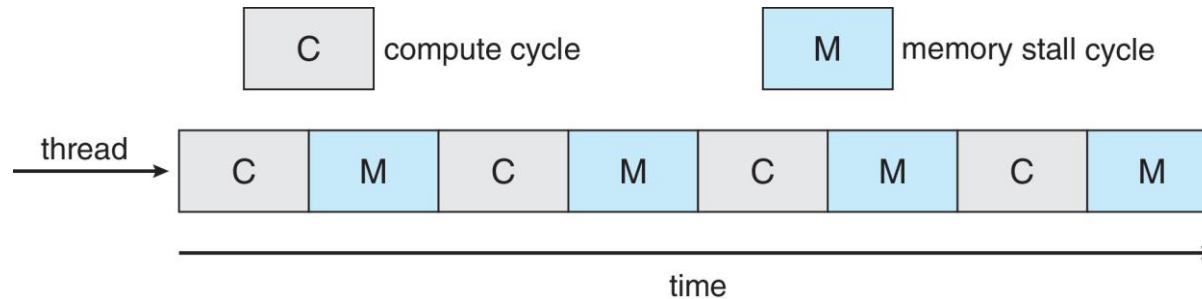 C compute cycle M memory stall cycle
thread
C M C M C M C M
time